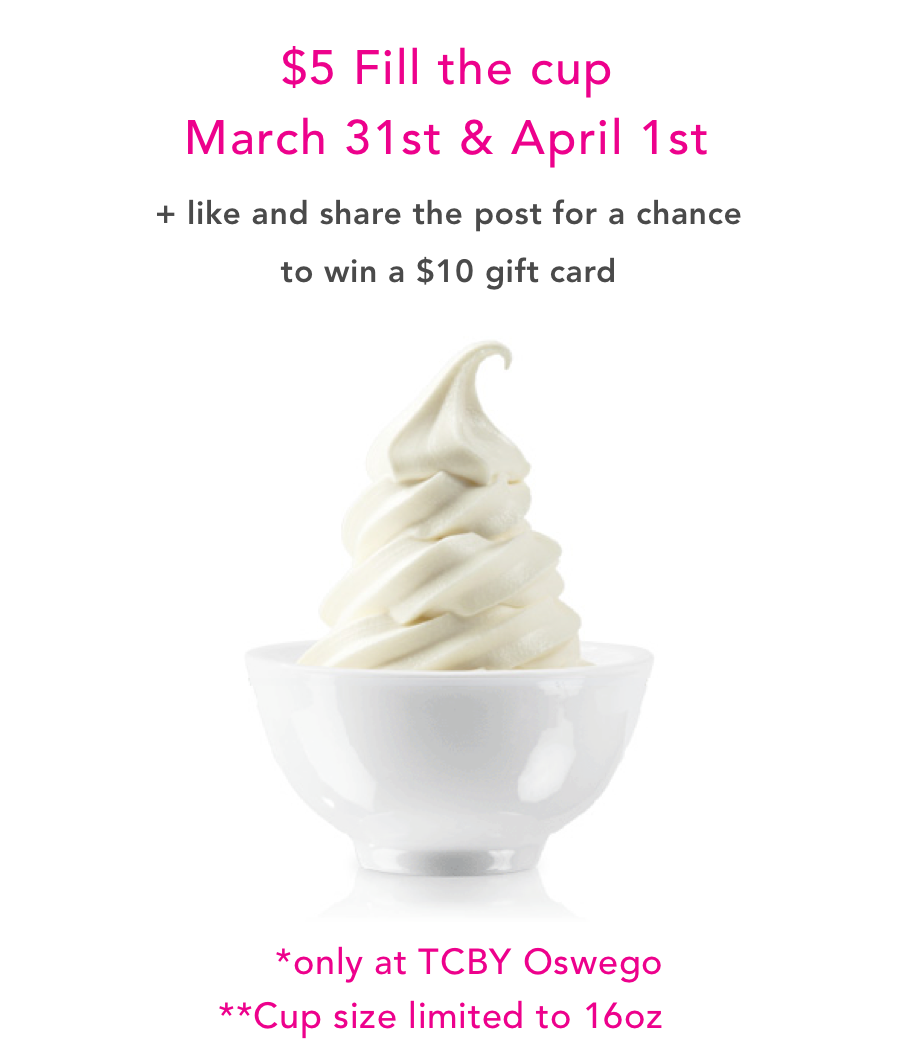 $5 Fill the cup
March 31st & April 1st
+ like and share the post for a chance
to win a $10 gift card
*only at TCBY Oswego
**Cup size limited to 16oz